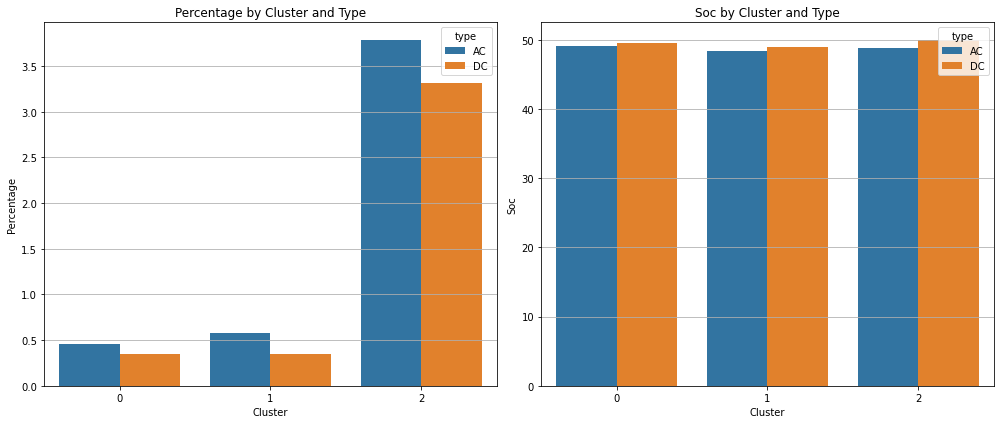 Percentage by Cluster and Type
type
AC
DC
3.5
3.0
2.5
2.0
1.5
1.0
0.5
0.0
Percentage
0 1 2
Cluster
Soc by Cluster and Type
type
AC
DC
50
40
30
20
10
0
Soc
0 1 2
Cluster